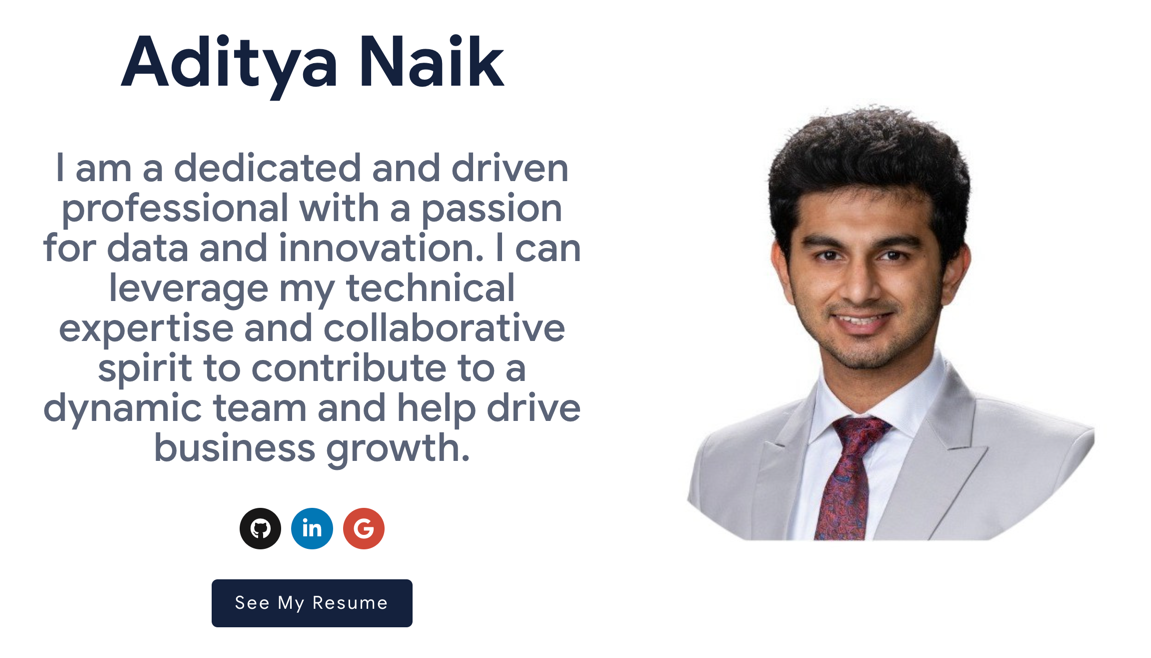 Aditya Naik
I am a dedicated and driven
professional with a passion
for data and innovation. I can
leverage my technical
expertise and collaborative
spirit to contribute to a
dynamic team and help drive
business growth.
in
G
See My Resume